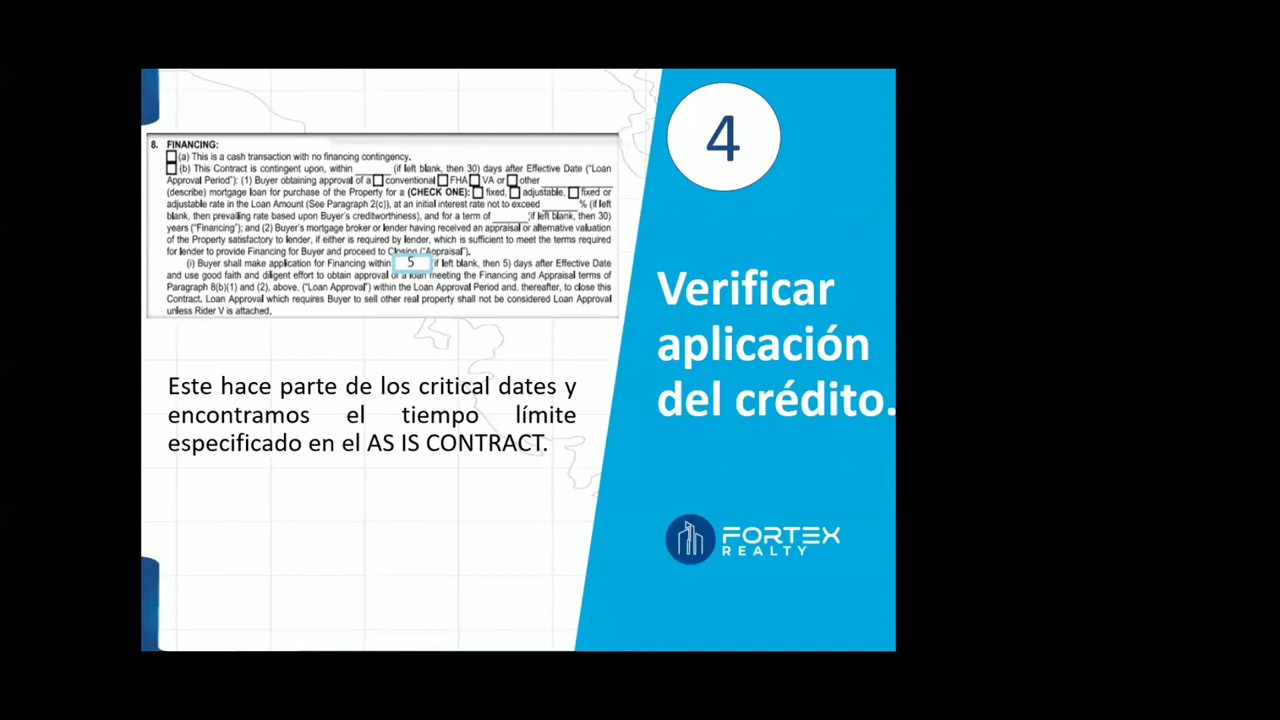 8. FINANCING:
(a) This is a cash transaction with no financing contingency.
(b) This Contract is contingent upon, within ______ (if left blank, then 30) days after Effective Date ("Loan
Approval Period"): (1) Buyer obtaining approval of a conventional FHA VA or other ______
(describe) mortgage loan for purchase of the Property for a (CHECK ONE): fixed, adjustable, fixed or
adjustable rate in the Loan Amount (See Paragraph 2(c)), at an initial interest rate not to exceed ______ % (if left
blank, then prevailing rate based upon Buyer's creditworthiness), and for a term of ______ (if left blank, then 30)
years ("Financing"); and (2) Buyer's mortgage broker or lender having received an appraisal or alternative valuation
of the Property satisfactory to lender, if either is required by lender, which is sufficient to meet the terms required
for lender to provide Financing for Buyer and proceed to Closing ("Appraisal").
(i) Buyer shall make application for Financing within 5 if left blank, then 5) days after Effective Date
and use good faith and diligent effort to obtain approval of a loan meeting the Financing and Appraisal terms of
Paragraph 8(b)(1) and (2), above, ("Loan Approval") within the Loan Approval Period and, thereafter, to close this
Contract. Loan Approval which requires Buyer to sell other real property shall not be considered Loan Approval
unless Rider V is attached.
Este hace parte de los critical dates y
encontramos el tiempo límite
especificado en el AS IS CONTRACT.
4
Verificar
aplicación
del crédito.
FORTEX
REALTY